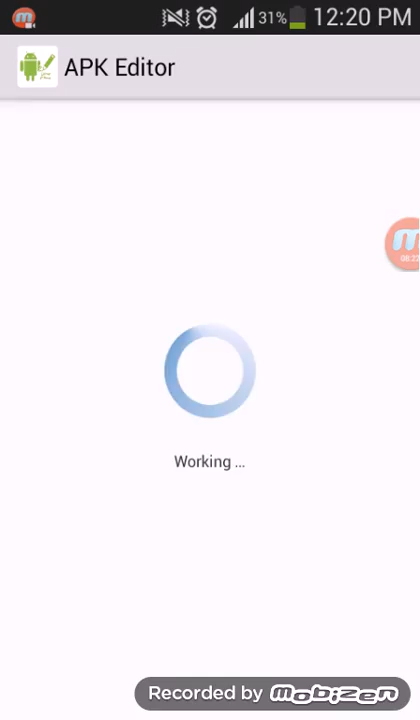 31% 12:20 PM
APK Editor
Working ...
Recorded by mobizen